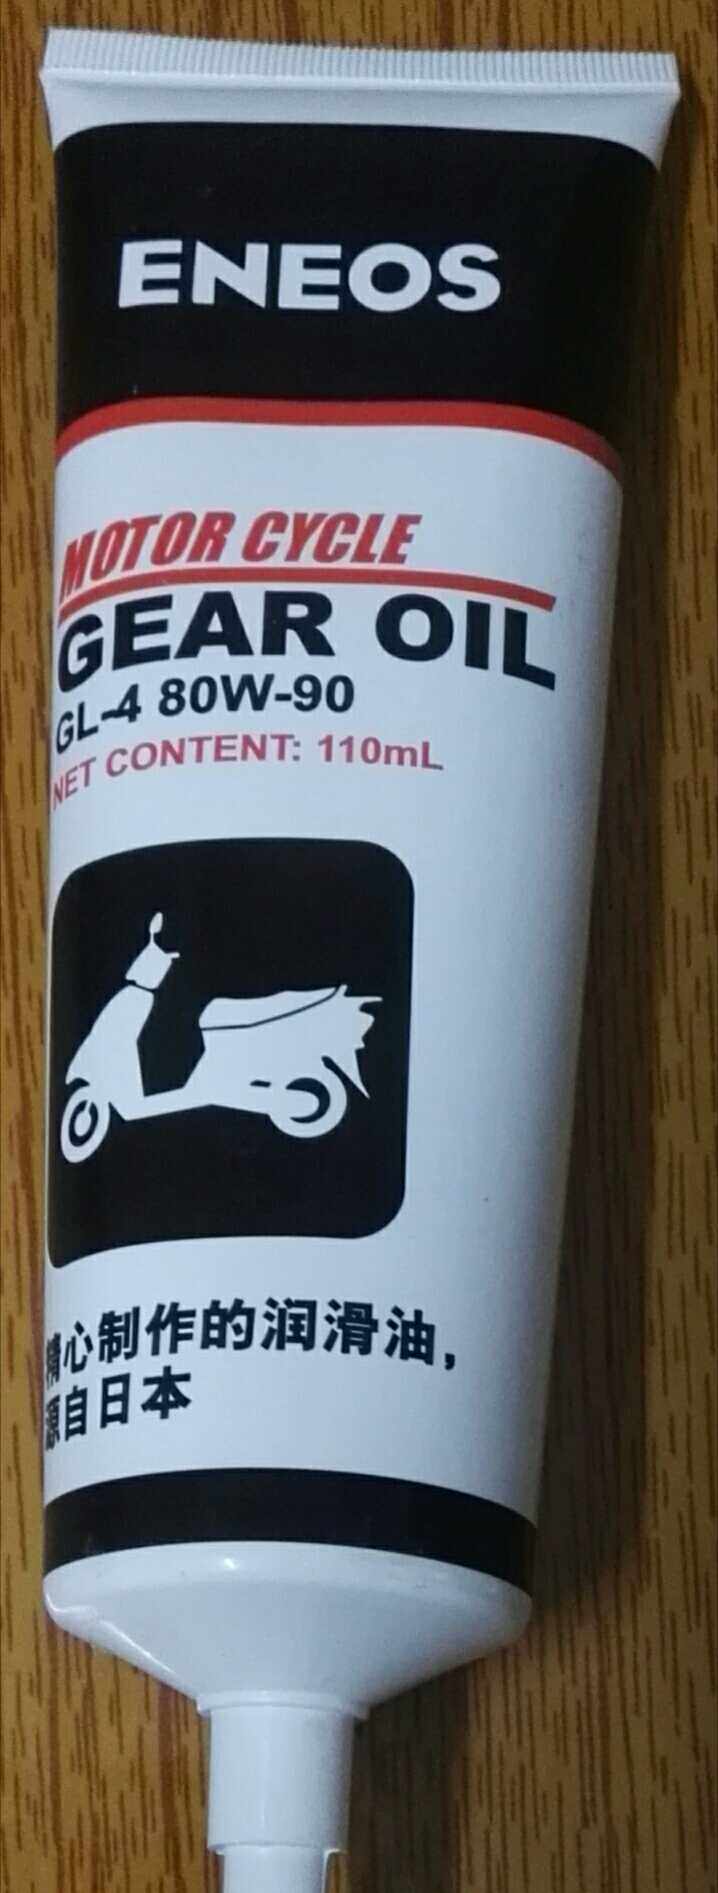 ENEOS
MOTOR CYCLE
GEAR OIL
GL-4 80W-90
NET CONTENT: 110mL
精心制作的润滑油,
源自日本